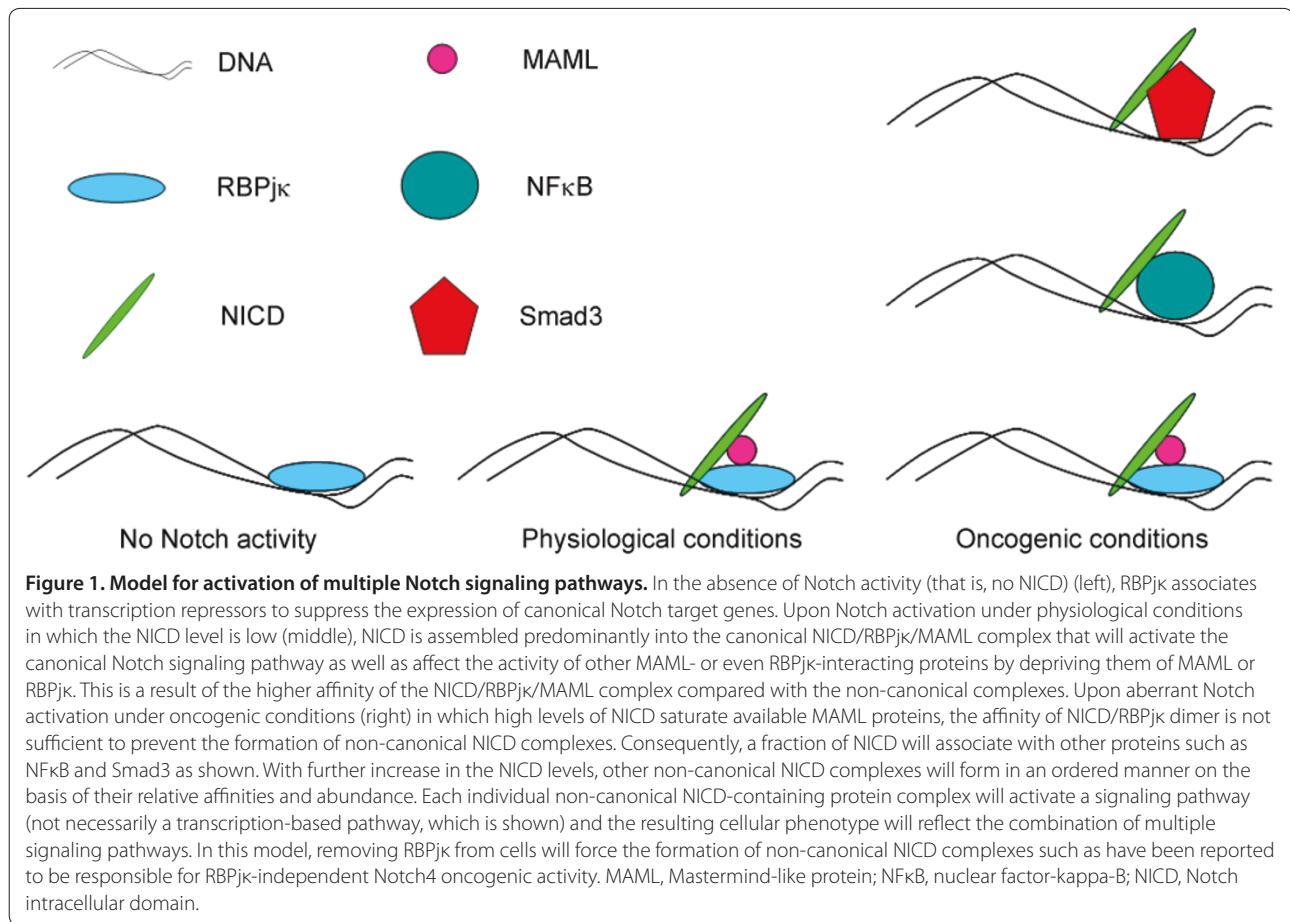 DNA
MAML
RBPjκ
NFκB
NICD
Smad3
No Notch activity
Physiological conditions
Oncogenic conditions
Figure 1. Model for activation of multiple Notch signaling pathways. In the absence of Notch activity (that is, no NICD) (left), RBPjκ associates
with transcription repressors to suppress the expression of canonical Notch target genes. Upon Notch activation under physiological conditions
in which the NICD level is low (middle), NICD is assembled predominantly into the canonical NICD/RBPjκ/MAML complex that will activate the
canonical Notch signaling pathway as well as affect the activity of other MAML- or even RBPjκ-interacting proteins by depriving them of MAML or
RBPjκ. This is a result of the higher affinity of the NICD/RBPjκ/MAML complex compared with the non-canonical complexes. Upon aberrant Notch
activation under oncogenic conditions (right) in which high levels of NICD saturate available MAML proteins, the affinity of NICD/RBPjκ dimer is not
sufficient to prevent the formation of non-canonical NICD complexes. Consequently, a fraction of NICD will associate with other proteins such as
NFκB and Smad3 as shown. With further increase in the NICD levels, other non-canonical NICD complexes will form in an ordered manner on the
basis of their relative affinities and abundance. Each individual non-canonical NICD-containing protein complex will activate a signaling pathway
(not necessarily a transcription-based pathway, which is shown) and the resulting cellular phenotype will reflect the combination of multiple
signaling pathways. In this model, removing RBPjκ from cells will force the formation of non-canonical NICD complexes such as have been reported
to be responsible for RBPjκ-independent Notch4 oncogenic activity. MAML, Mastermind-like protein; NFκB, nuclear factor-kappa-B; NICD, Notch
intracellular domain.